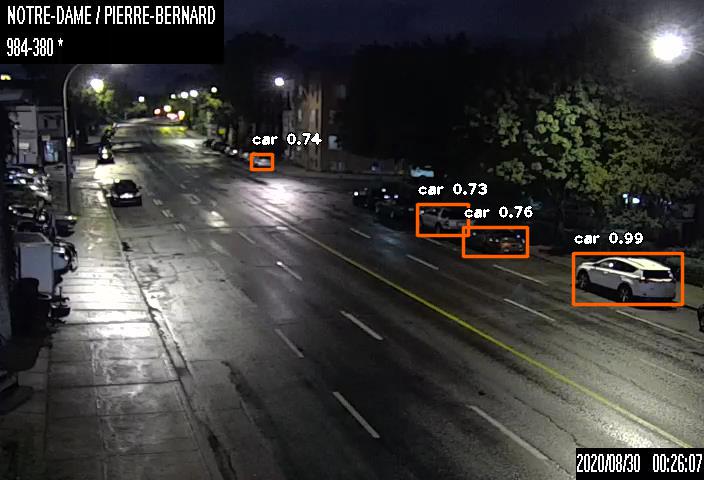 NOTRE-DAME / PIERRE-BERNARD
984-380 *
car 0.74
car 0.73
car 0.76
car 0.99
2020/08/30 00:26:07